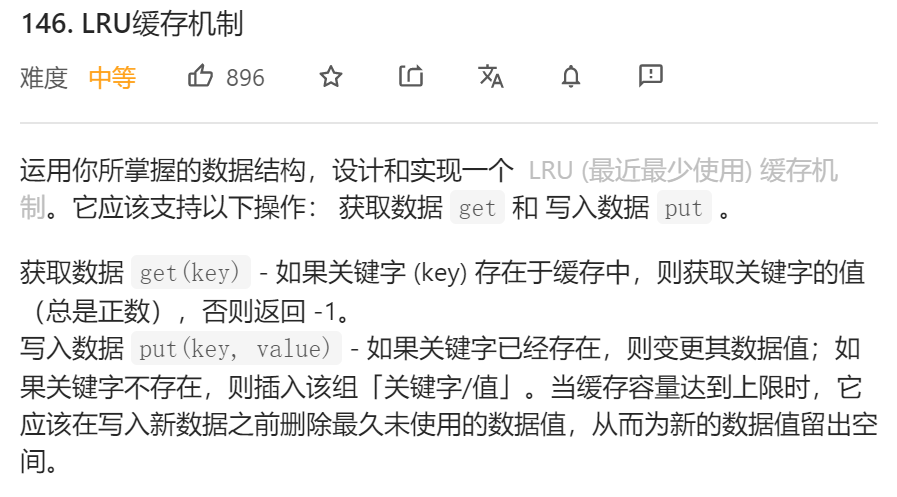 146. LRU缓存机制
难度 中等 896
运用你所掌握的数据结构，设计和实现一个 LRU (最近最少使用) 缓存机
制。它应该支持以下操作： 获取数据 get 和 写入数据 put 。
获取数据 get(key) - 如果关键字 (key) 存在于缓存中，则获取关键字的值
（总是正数），否则返回 -1。
写入数据 put(key, value) - 如果关键字已经存在，则变更其数据值；如
果关键字不存在，则插入该组「关键字/值」。当缓存容量达到上限时，它
应该在写入新数据之前删除最久未使用的数据值，从而为新的数据值留出空
间。